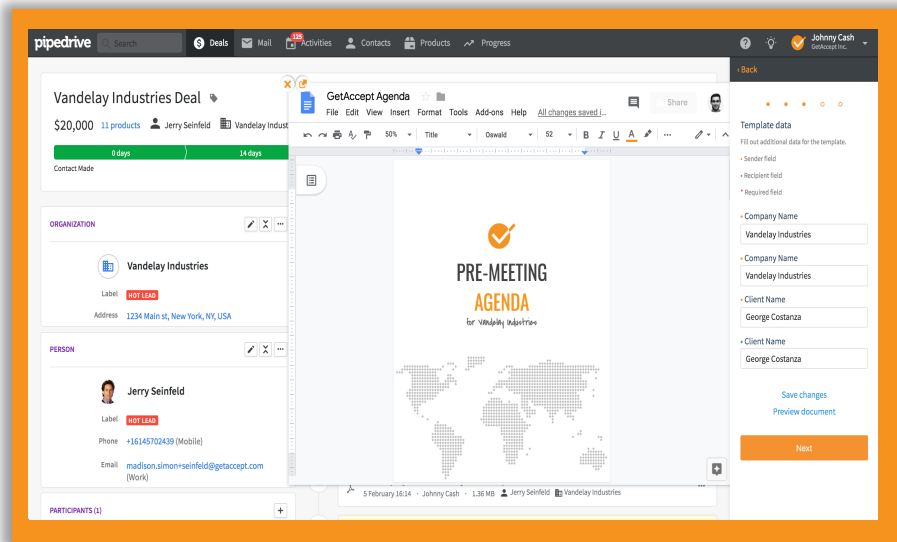 pipedrive
Search
Deals
Mail
125
Activities
Contacts
Products
Progress
Johnny Cash
GetAccept Inc.
Vandelay Industries Deal
$20,000 11 products Jerry Seinfeld Vandelay Indust
0 days 14 days
Contact Made
ORGANIZATION
Vandelay Industries
Label HOT LEAD
Address 1234 Main st, New York, NY, USA
PERSON
Jerry Seinfeld
Label HOT LEAD
Phone +16145702439 (Mobile)
Email madison.simon+seinfeld@getaccept.com
(Work)
PARTICIPANTS (1)
GetAccept Agenda
File Edit View Insert Format Tools Add-ons Help All changes saved i...
Share
50% Title Oswald 52 B I U A
PRE-MEETING
AGENDA
for Vandelay Industries
5 February 16:14 · Johnny Cash · 1.36 MB Jerry Seinfeld Vandelay Industries
‹ Back
Template data
Fill out additional data for the template.
• Sender field
• Recipient field
* Required field
• Company Name
Vandelay Industries
• Company Name
Vandelay Industries
• Client Name
George Costanza
• Client Name
George Costanza
Save changes
Preview document
Next